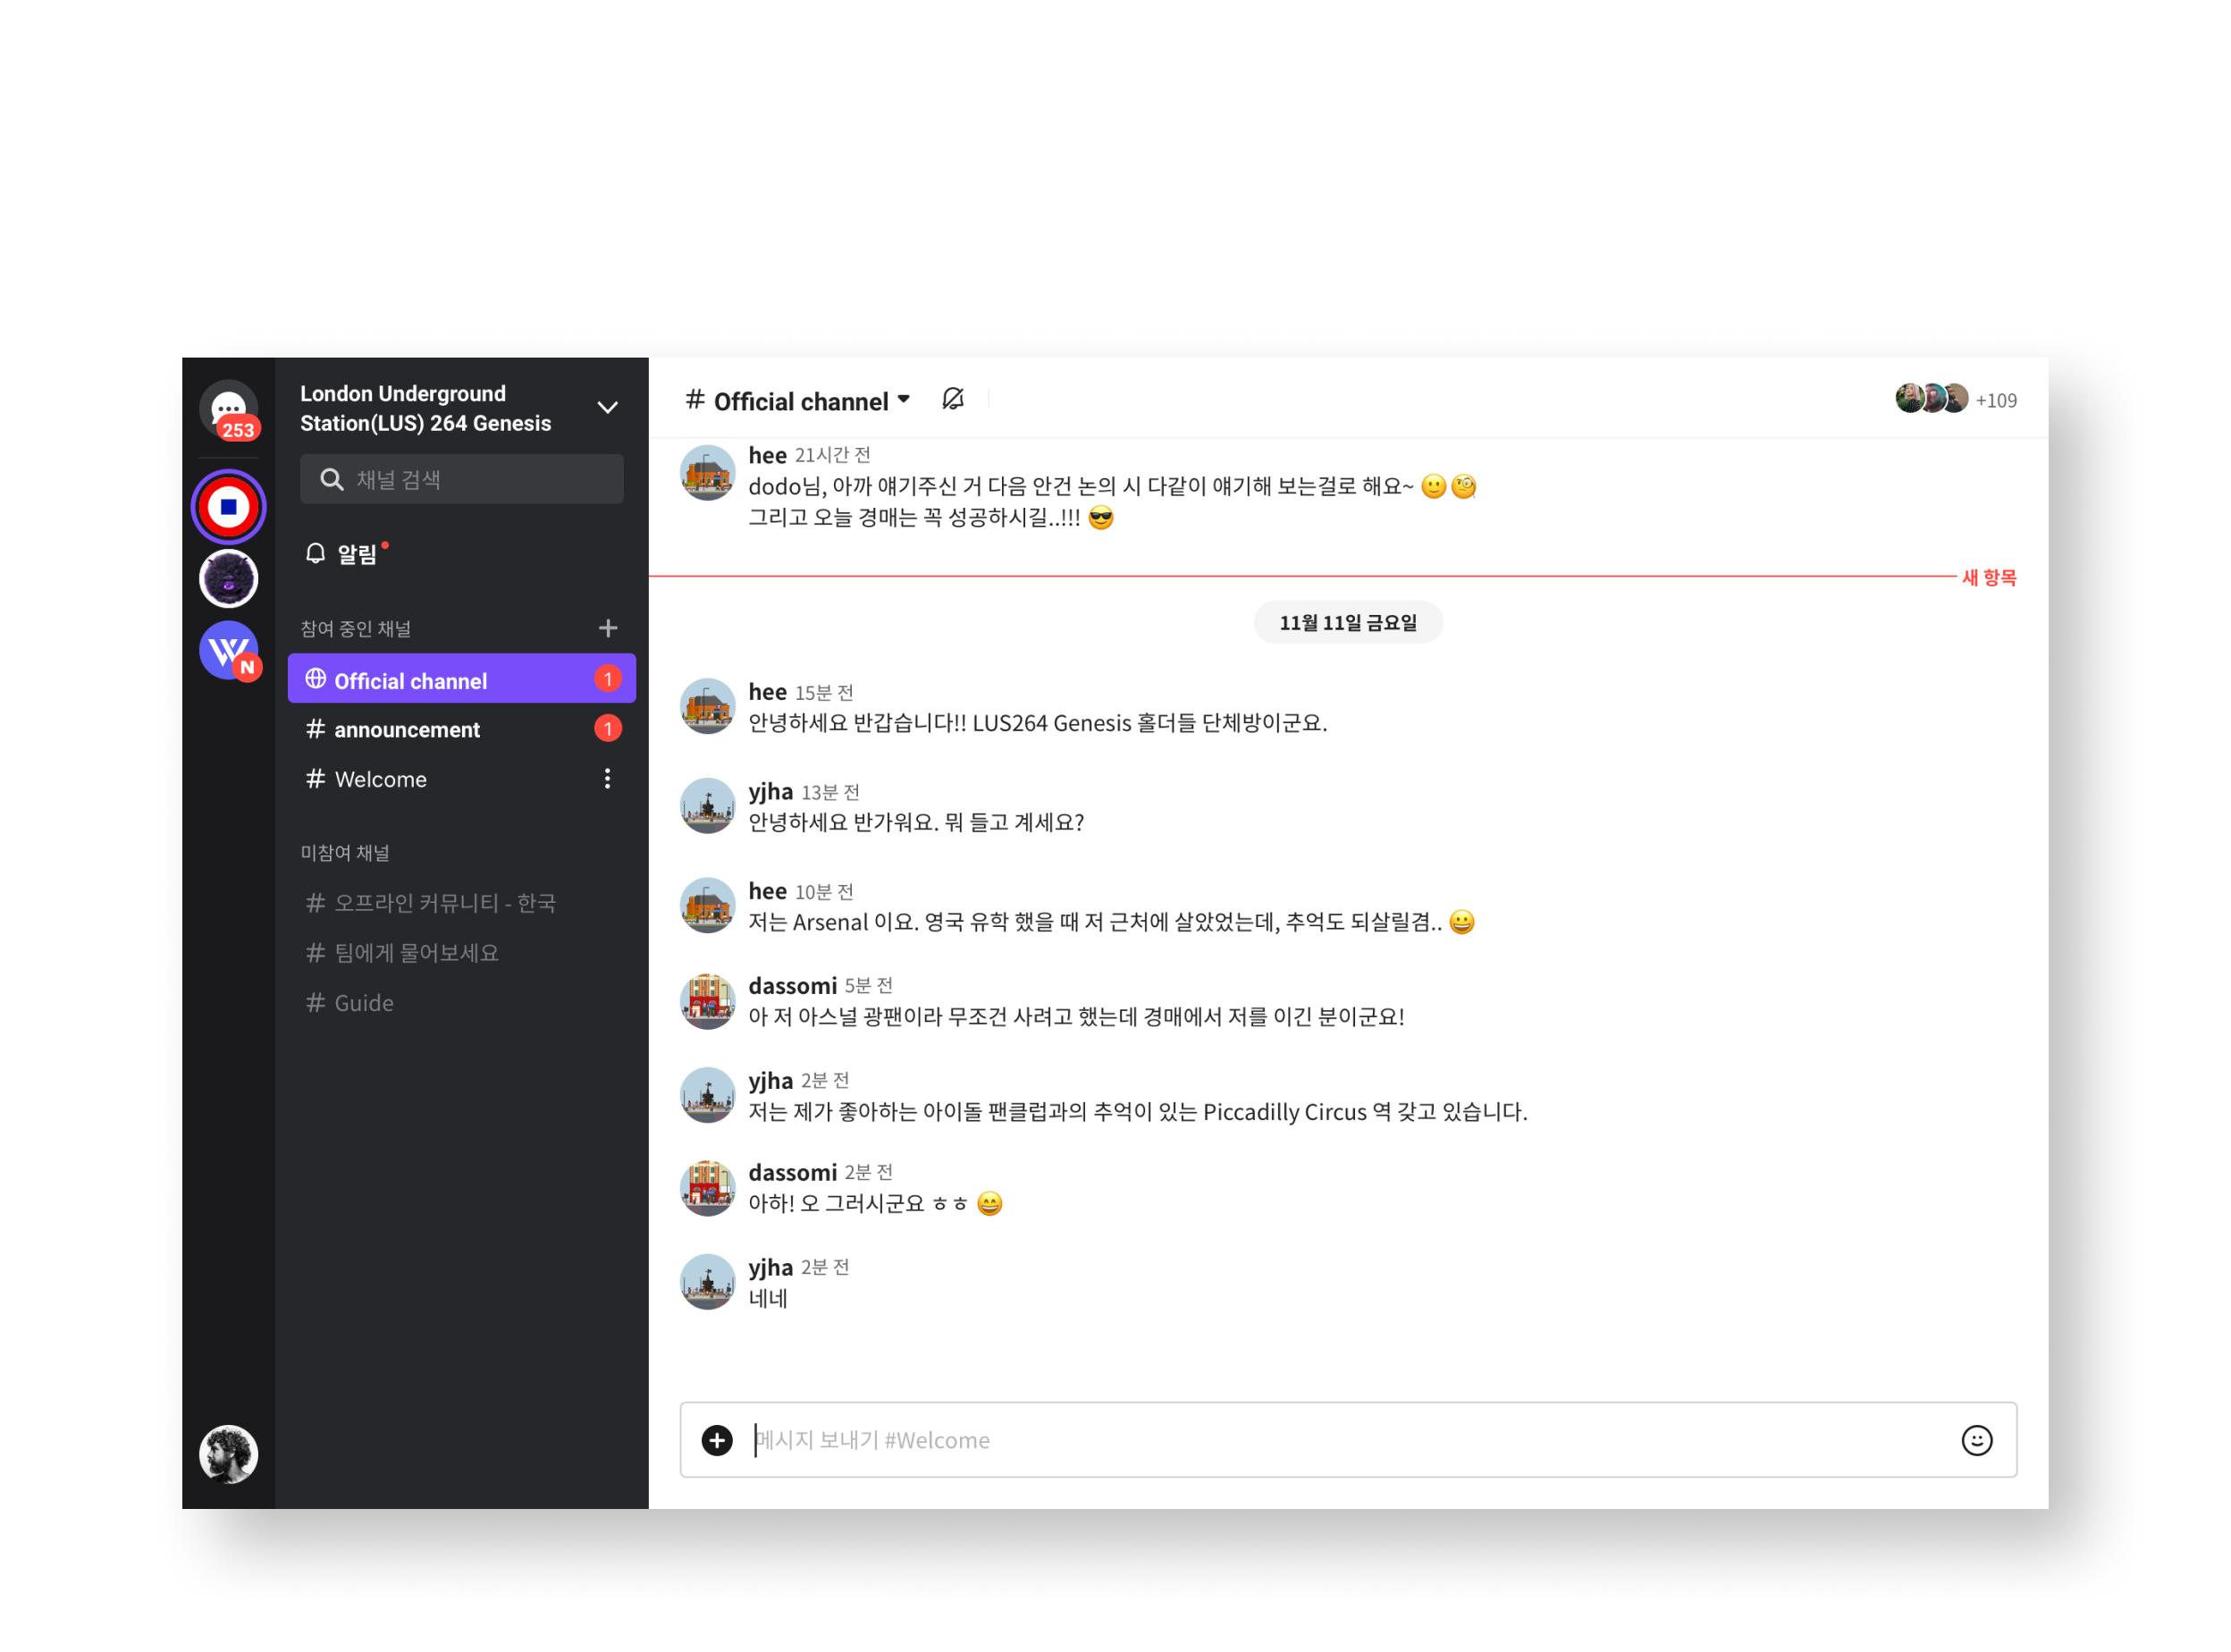 253
N
London Underground
Station(LUS) 264 Genesis
채널 검색
알림
참여 중인 채널
Official channel 1
# announcement 1
# Welcome
미참여 채널
# 오프라인 커뮤니티 - 한국
# 팀에게 물어보세요
# Guide
# Official channel
+109
hee 21시간 전
dodo님, 아까 얘기주신 거 다음 안건 논의 시 다같이 얘기해 보는걸로 해요~ 🙂🧐
그리고 오늘 경매는 꼭 성공하시길..!!! 😎
새 항목
11월 11일 금요일
hee 15분 전
안녕하세요 반갑습니다!! LUS264 Genesis 홀더들 단체방이군요.
yjha 13분 전
안녕하세요 반가워요. 뭐 들고 계세요?
hee 10분 전
저는 Arsenal 이요. 영국 유학 했을 때 저 근처에 살았었는데, 추억도 되살릴겸.. 😀
dassomi 5분 전
아 저 아스널 광팬이라 무조건 사려고 했는데 경매에서 저를 이긴 분이군요!
yjha 2분 전
저는 제가 좋아하는 아이돌 팬클럽과의 추억이 있는 Piccadilly Circus 역 갖고 있습니다.
dassomi 2분 전
아하! 오 그러시군요 ㅎㅎ 😄
yjha 2분 전
네네
메시지 보내기 #Welcome